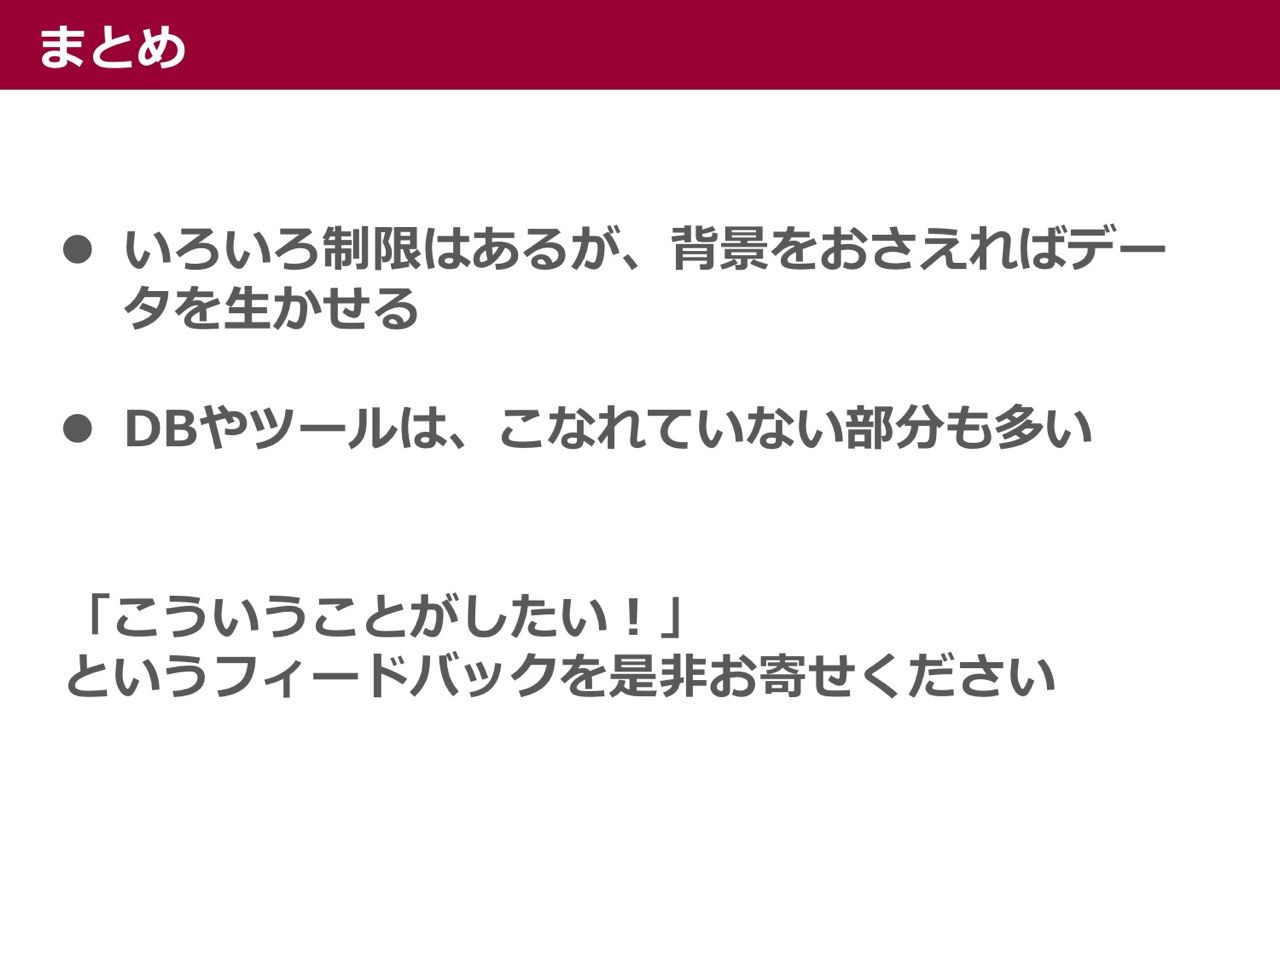 まとめ
● いろいろ制限はあるが、背景をおさえればデー
タを生かせる
● DBやツールは、こなれていない部分も多い
「こういうことがしたい！」
というフィードバックを是非お寄せください